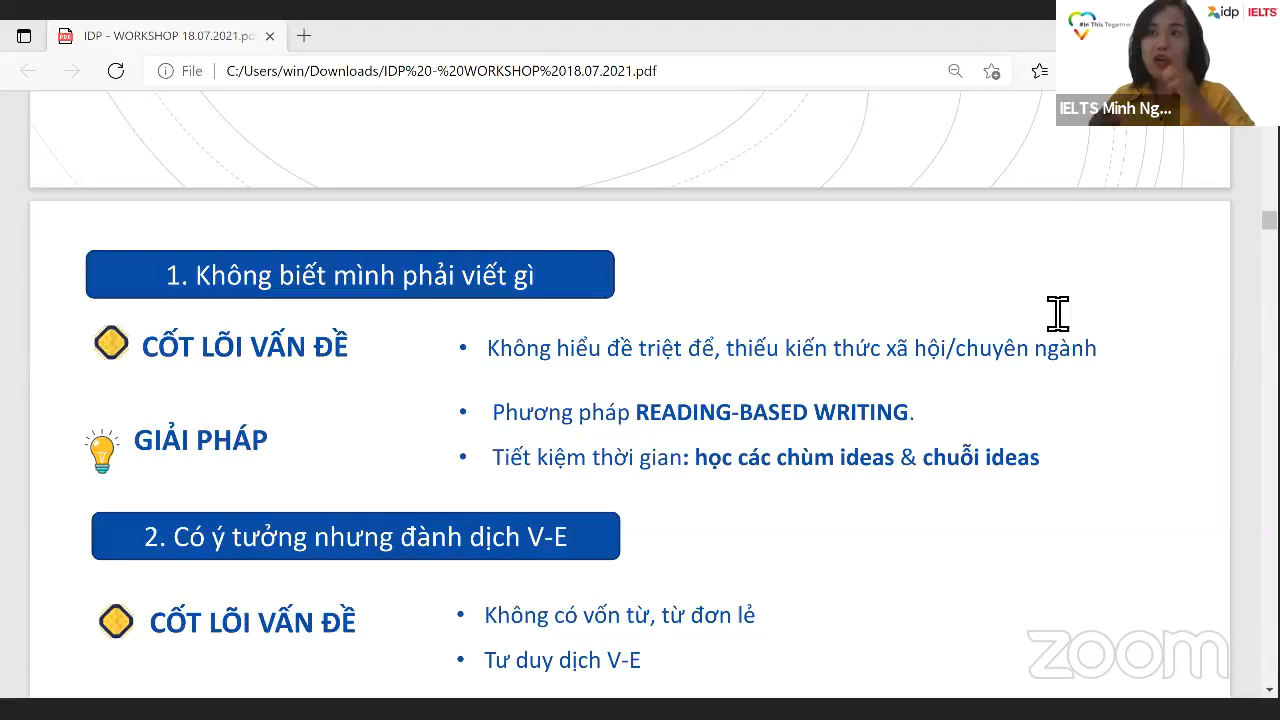 IDP - WORKSHOP 18.07.2021.pd
File
C:/Users/win/Downloads/IDP%20-%20WORKSHOP%2018.07.2021.pdf
#In This Together
idp IELTS
IELTS Minh Ng...
1. Không biết mình phải viết gì
CỐT LÕI VẤN ĐỀ
• Không hiểu đề triệt để, thiếu kiến thức xã hội/chuyên ngành
GIẢI PHÁP
• Phương pháp READING-BASED WRITING.
• Tiết kiệm thời gian: học các chùm ideas & chuỗi ideas
2. Có ý tưởng nhưng đành dịch V-E
CỐT LÕI VẤN ĐỀ
• Không có vốn từ, từ đơn lẻ
• Tư duy dịch V-E
zoom